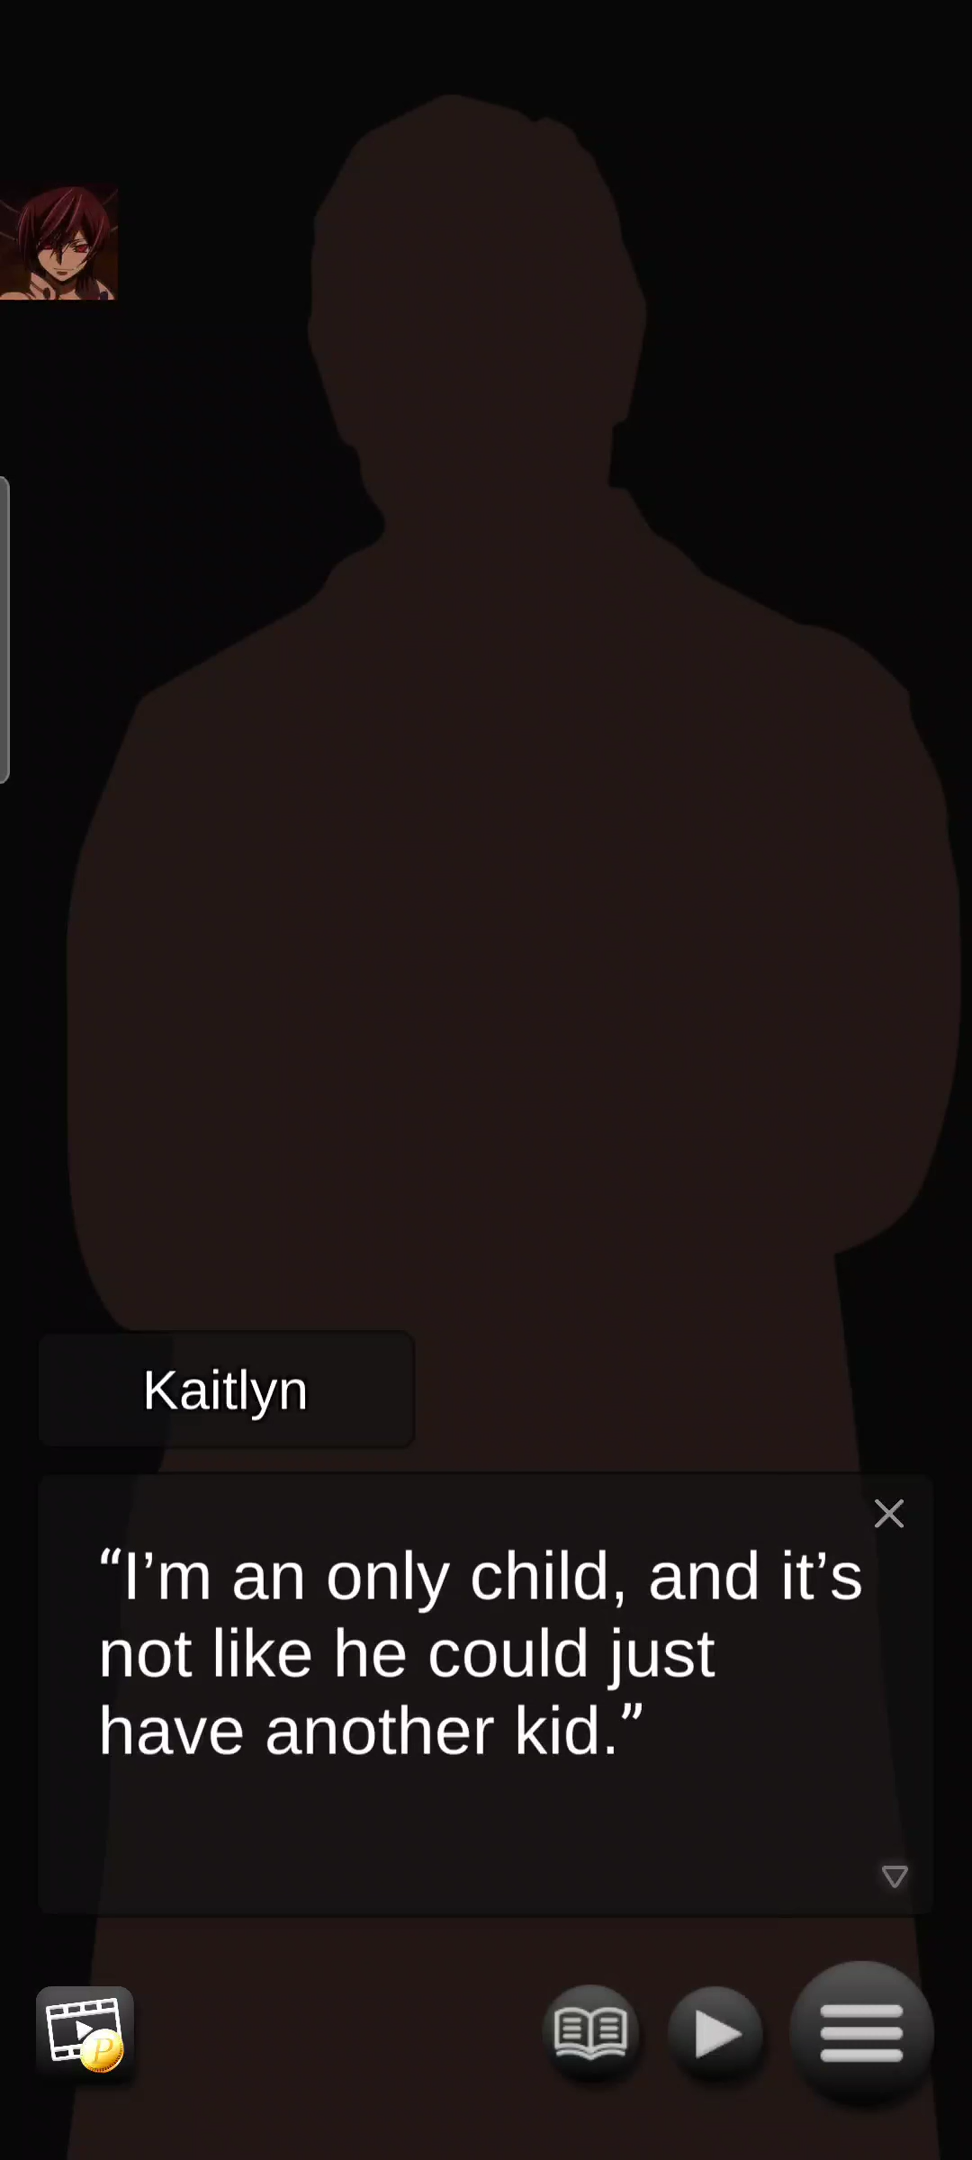 Kaitlyn
“I’m an only child, and it’s
not like he could just
have another kid.”
P